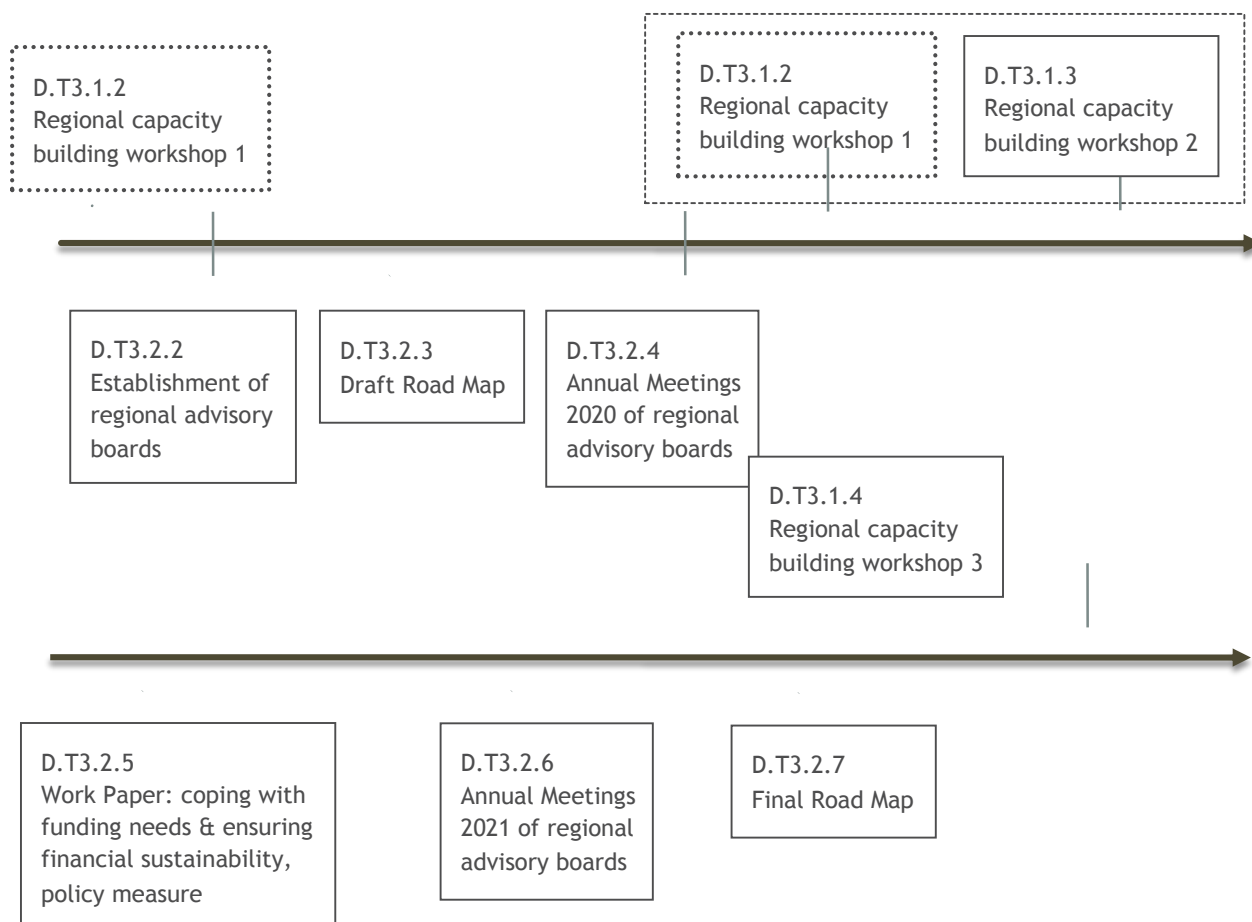 D.T3.1.2
Regional capacity
building workshop 1
D.T3.1.2
Regional capacity
building workshop 1
D.T3.1.3
Regional capacity
building workshop 2
D.T3.2.2
Establishment of
regional advisory
boards
D.T3.2.3
Draft Road Map
D.T3.2.4
Annual Meetings
2020 of regional
advisory boards
D.T3.1.4
Regional capacity
building workshop 3
D.T3.2.5
Work Paper: coping with
funding needs & ensuring
financial sustainability,
policy measure
D.T3.2.6
Annual Meetings
2021 of regional
advisory boards
D.T3.2.7
Final Road Map